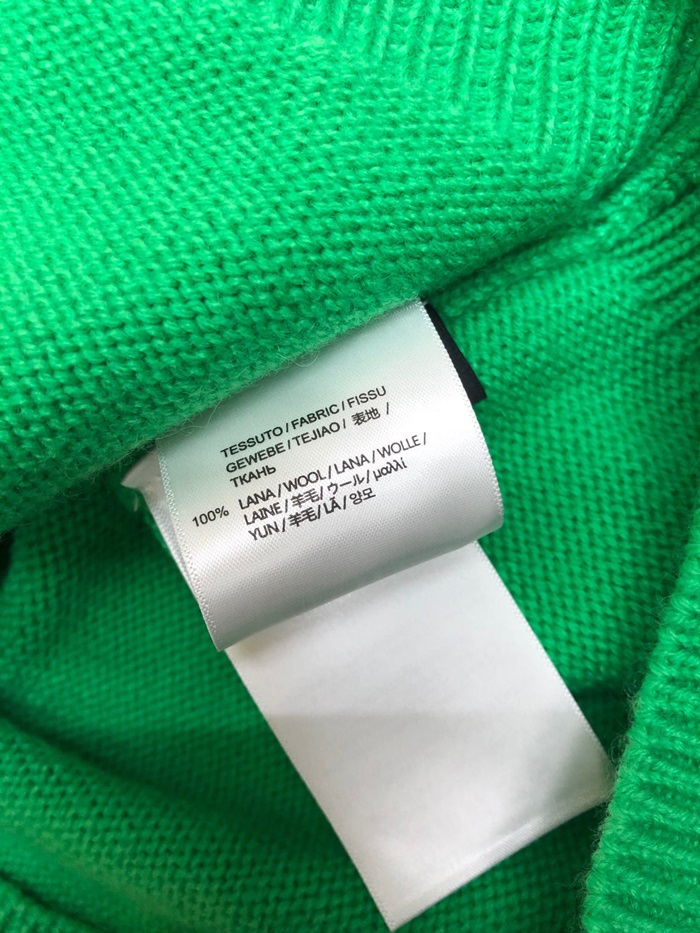 TESSUTO / FABRIC / FISSU
GEWEBE / TEJIAO / 表地 /
ТКАНЬ
100% LANA / WOOL / LANA / WOLLE /
LAINE / 羊毛 / ウール / μαλλί
YUN / 羊毛 / LÃ / 양모